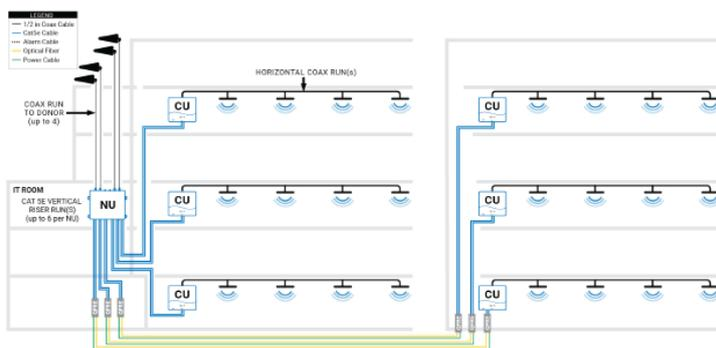 LEGEND
1/2 in Coax Cable
Cat5e Cable
Alarm Cable
Optical Fiber
Power Cable
HORIZONTAL COAX RUN(s)
COAX RUN
TO DONOR
(up to 4)
CU
CU
IT ROOM
CAT 5E VERTICAL
RISER RUN(S)
(up to 6 per NU)
NU
CU
CU
CU
CU